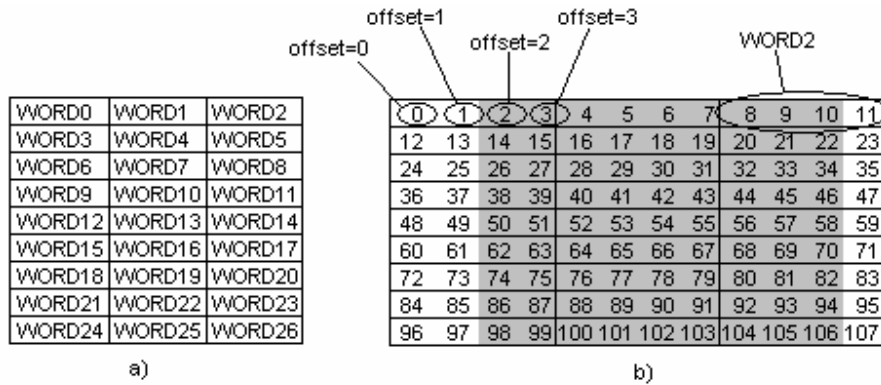 offset=1
offset=3
offset=0
offset=2
WORD2
WORD0 WORD1 WORD2
WORD3 WORD4 WORD5
WORD6 WORD7 WORD8
WORD9 WORD10 WORD11
WORD12 WORD13 WORD14
WORD15 WORD16 WORD17
WORD18 WORD19 WORD20
WORD21 WORD22 WORD23
WORD24 WORD25 WORD26
a)
0 1 2 3 4 5 6 7 8 9 10 11
12 13 14 15 16 17 18 19 20 21 22 23
24 25 26 27 28 29 30 31 32 33 34 35
36 37 38 39 40 41 42 43 44 45 46 47
48 49 50 51 52 53 54 55 56 57 58 59
60 61 62 63 64 65 66 67 68 69 70 71
72 73 74 75 76 77 78 79 80 81 82 83
84 85 86 87 88 89 90 91 92 93 94 95
96 97 98 99 100 101 102 103 104 105 106 107
b)